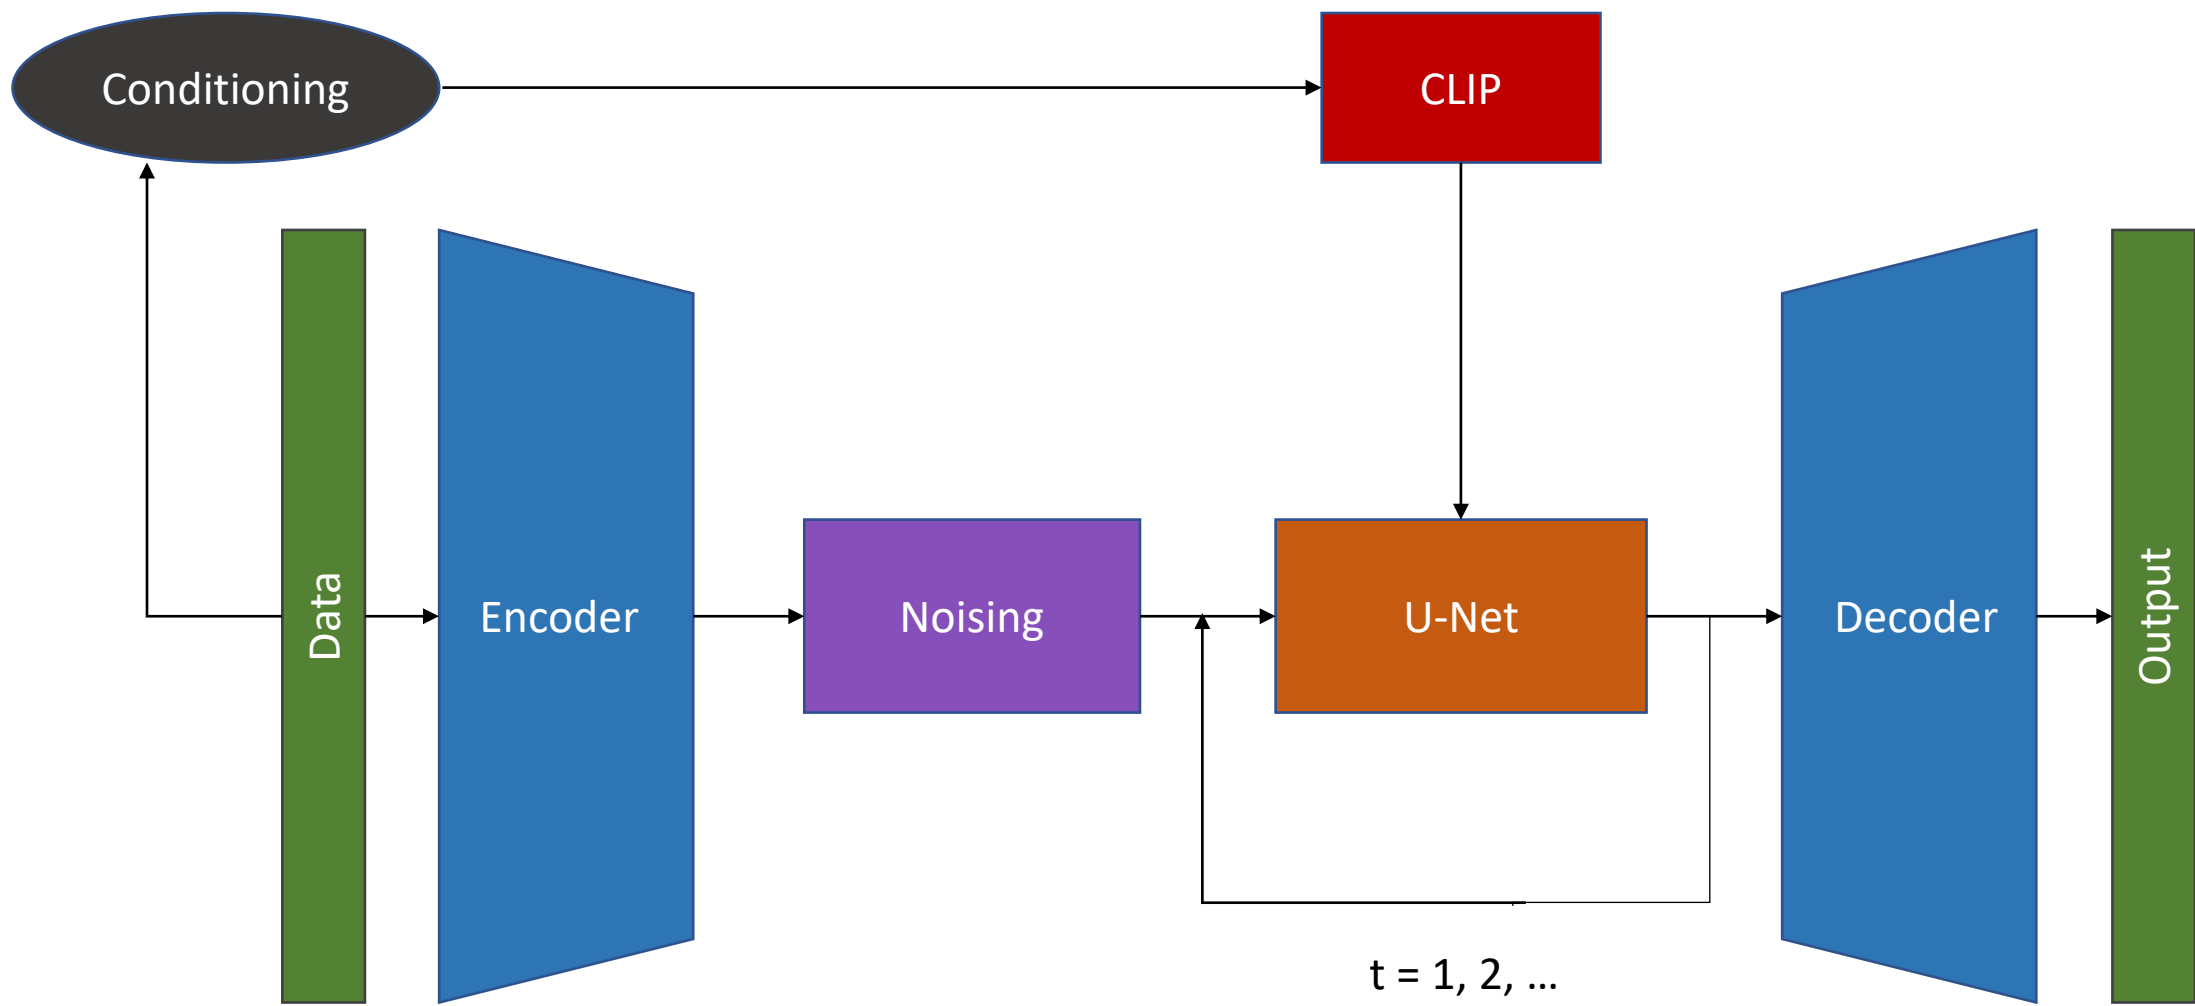 Conditioning
CLIP
Data
Encoder
Noising
U-Net
Decoder
Output
t = 1, 2, …